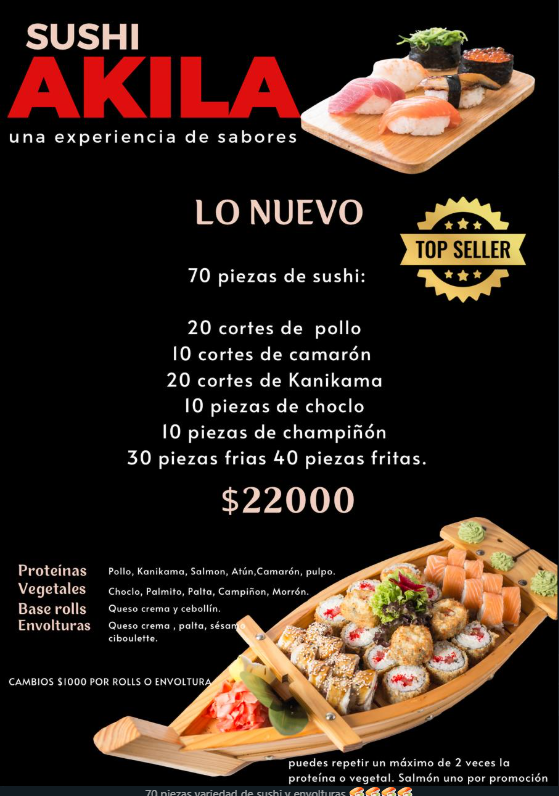 SUSHI
AKILA
una experiencia de sabores
LO NUEVO
TOP SELLER
70 piezas de sushi:
20 cortes de pollo
10 cortes de camarón
20 cortes de Kanikama
10 piezas de choclo
10 piezas de champiñón
30 piezas frias 40 piezas fritas.
$22000
Proteínas Pollo, Kanikama, Salmon, Atún,Camarón, pulpo.
Vegetales Choclo, Palmito, Palta, Campiñon, Morrón.
Base rolls Queso crema y cebollín.
Envolturas Queso crema , palta, sésamo
ciboulette.
CAMBIOS $1000 POR ROLLS O ENVOLTURA
puedes repetir un máximo de 2 veces la
proteína o vegetal. Salmón uno por promoción
70 piezas variedad de sushi y envolturas